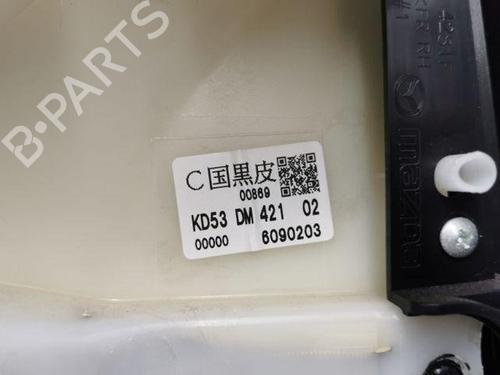 B-PARTS
C国黒皮
00869
KD53 DM 421 02
00000 6090203
mazda